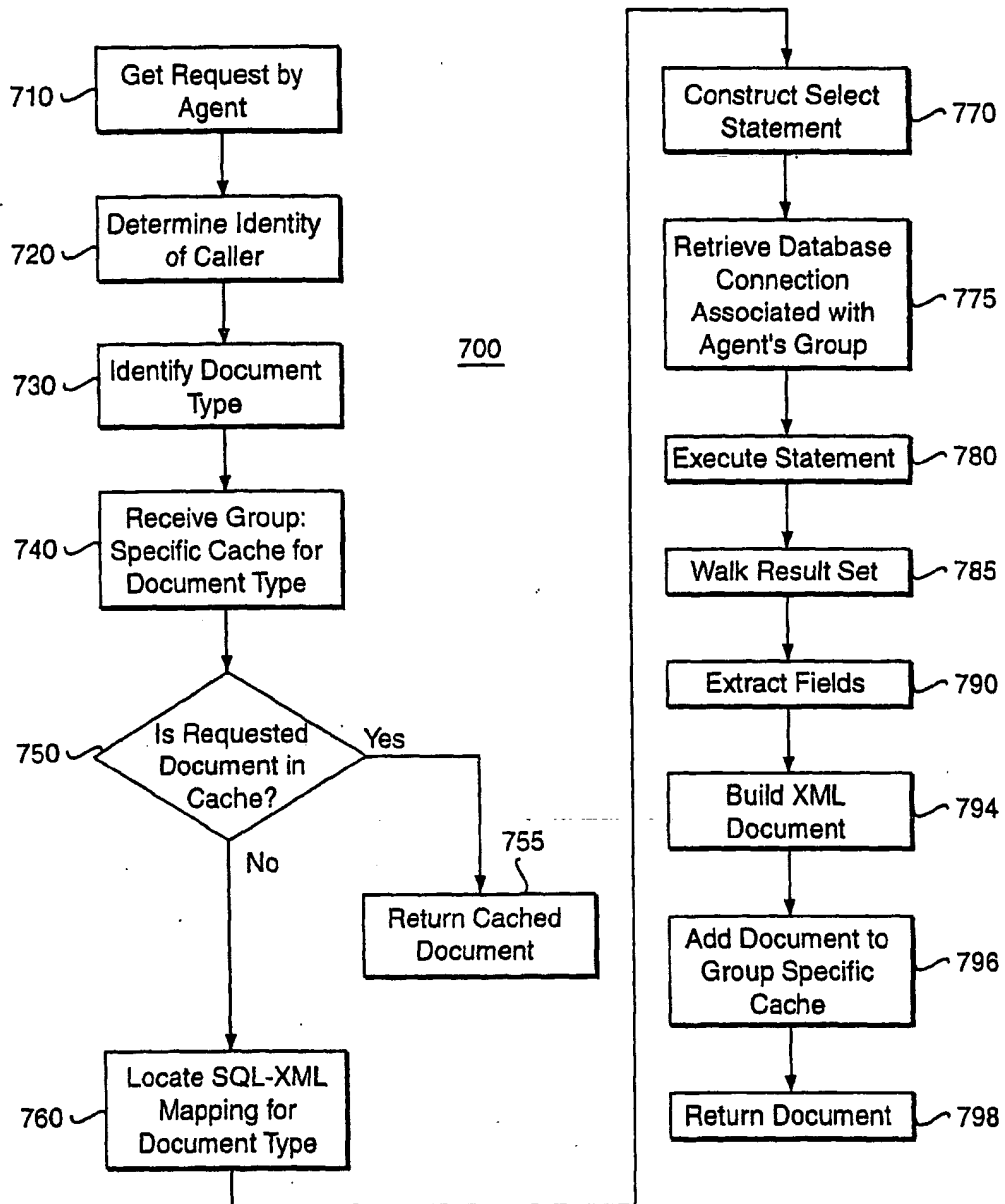 710
Get Request by
Agent
720
Determine Identity
of Caller
730
Identify Document
Type
700
740
Receive Group:
Specific Cache for
Document Type
750
Is Requested
Document in
Cache?
Yes
No
755
Return Cached
Document
760
Locate SQL-XML
Mapping for
Document Type
Construct Select
Statement
770
Retrieve Database
Connection
Associated with
Agent's Group
775
Execute Statement
780
Walk Result Set
785
Extract Fields
790
Build XML
Document
794
Add Document to
Group Specific
Cache
796
Return Document
798